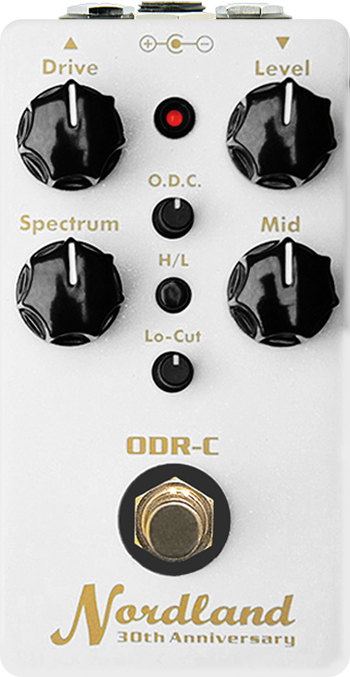 Drive Level
O.D.C.
Spectrum Mid
H/L
Lo-Cut
ODR-C
Nordland
30th Anniversary